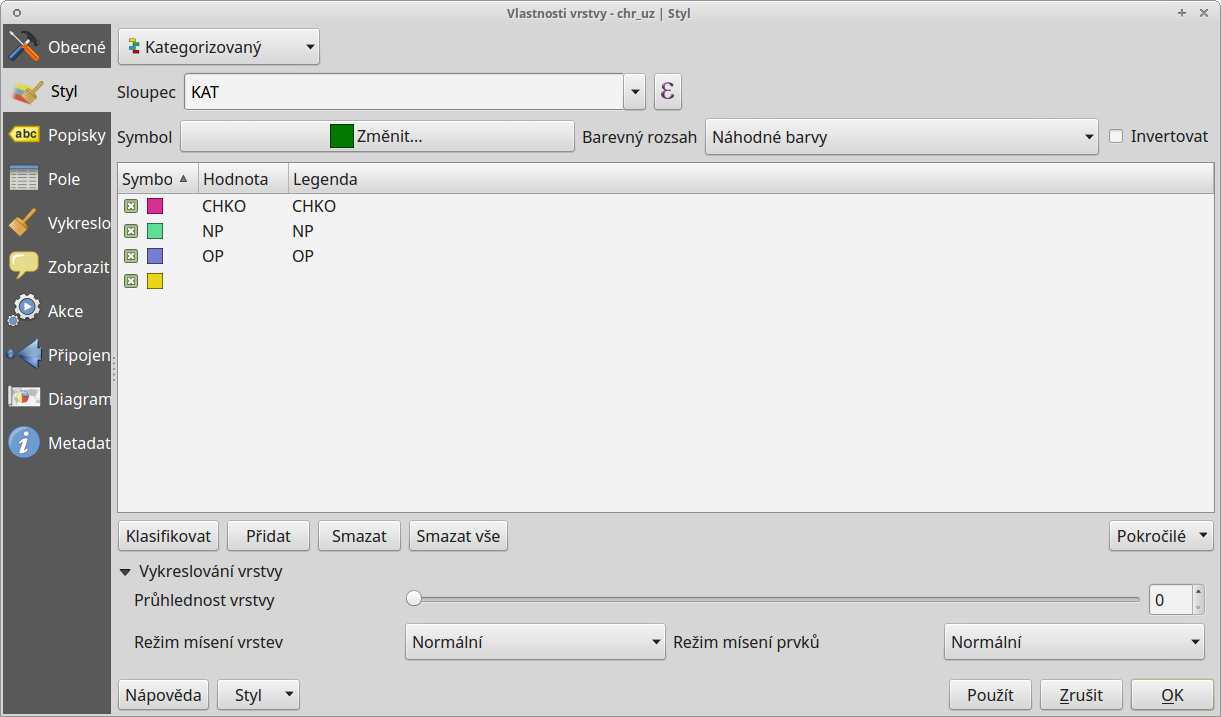 Vlastnosti vrstvy - chr_uz | Styl
Obecné
Styl
abc Popisky
Pole
Vykreslo
Zobrazit
Akce
Připojen
Diagram
Metadat
Kategorizovaný
Sloupec KAT ε
Symbol Změnit... Barevný rozsah Náhodné barvy Invertovat
Symbo Hodnota Legenda
CHKO CHKO
NP NP
OP OP
Klasifikovat Přidat Smazat Smazat vše Pokročilé
Vykreslování vrstvy
Průhlednost vrstvy 0
Režim mísení vrstev Normální Režim mísení prvků Normální
Nápověda Styl Použít Zrušit OK